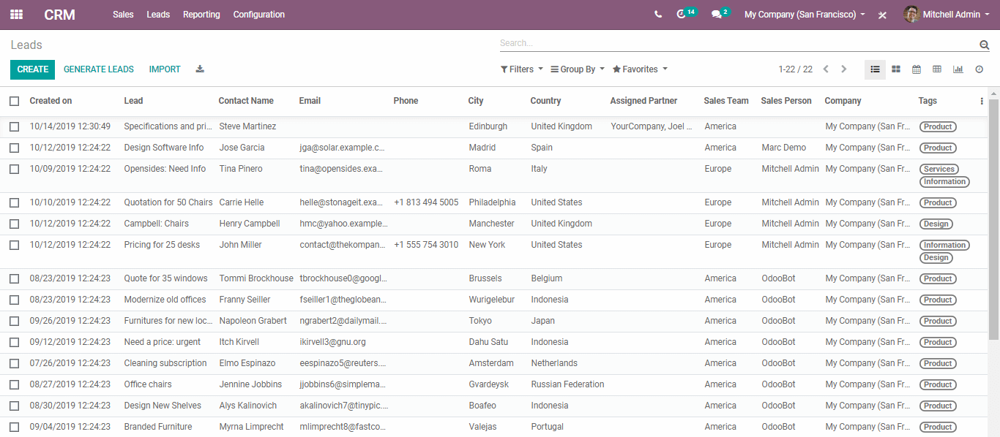 CRM Sales Leads Reporting Configuration 14 2 My Company (San Francisco) Mitchell Admin
Leads Search...
CREATE GENERATE LEADS IMPORT Filters Group By Favorites 1-22 / 22
Created on Lead Contact Name Email Phone City Country Assigned Partner Sales Team Sales Person Company Tags
10/14/2019 12:30:49 Specifications and pri... Steve Martinez Edinburgh United Kingdom YourCompany, Joel ... America My Company (San Fr... Product
10/12/2019 12:24:22 Design Software Info Jose Garcia jga@solar.example.c... Madrid Spain America Marc Demo My Company (San Fr... Product
10/09/2019 12:24:22 Opensides: Need Info Tina Pinero tina@opensides.exa... Roma Italy Europe Mitchell Admin My Company (San Fr... Services
Information
10/10/2019 12:24:22 Quotation for 50 Chairs Carrie Helle helle@stonageit.exa... +1 813 494 5005 Philadelphia United States Europe Mitchell Admin My Company (San Fr... Product
10/12/2019 12:24:22 Campbell: Chairs Henry Campbell hmc@yahoo.example... Manchester United Kingdom Europe Mitchell Admin My Company (San Fr... Design
10/12/2019 12:24:22 Pricing for 25 desks John Miller contact@thekompan... +1 555 754 3010 New York United States Europe Mitchell Admin My Company (San Fr... Information
Design
08/23/2019 12:24:23 Quote for 35 windows Tommi Brockhouse tbrockhouse0@googl... Brussels Belgium America OdooBot My Company (San Fr... Product
08/23/2019 12:24:23 Modernize old offices Franny Seiller fseiller1@theglobean... Wurigelebur Indonesia America OdooBot My Company (San Fr... Product
09/26/2019 12:24:23 Furnitures for new loc... Napoleon Grabert ngrabert2@dailymail.... Tokyo Japan America OdooBot My Company (San Fr... Product
09/12/2019 12:24:23 Need a price: urgent Itch Kirvell ikirvell3@gnu.org Dahu Satu Indonesia America OdooBot My Company (San Fr... Product
07/26/2019 12:24:23 Cleaning subscription Elmo Espinazo eespinazo5@reuters.... Amsterdam Netherlands America OdooBot My Company (San Fr... Product
08/27/2019 12:24:23 Office chairs Jennine Jobbins jjobbins6@simplema... Gvardeysk Russian Federation America OdooBot My Company (San Fr... Product
08/30/2019 12:24:23 Design New Shelves Alys Kalinovich akalinovich7@tinypic.... Boafeo Indonesia America OdooBot My Company (San Fr... Product
09/04/2019 12:24:23 Branded Furniture Myrna Limprecht mlimprecht8@fastco... Valejas Portugal America OdooBot My Company (San Fr... Product